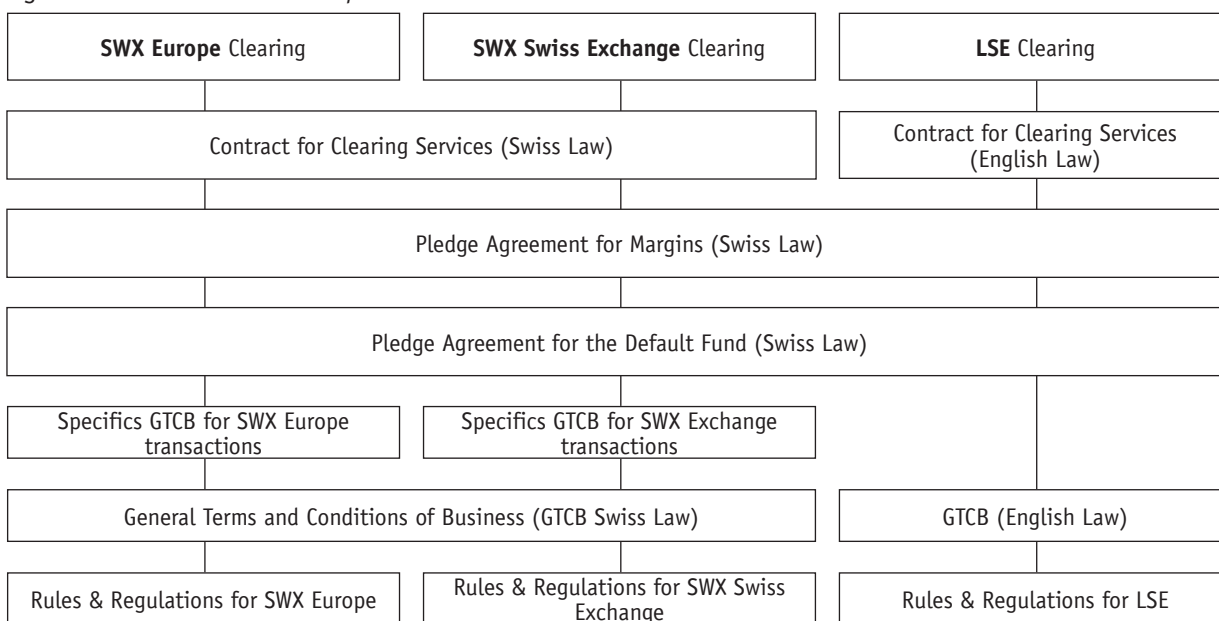 SWX Europe Clearing
SWX Swiss Exchange Clearing
LSE Clearing
Contract for Clearing Services (Swiss Law)
Contract for Clearing Services
(English Law)
Pledge Agreement for Margins (Swiss Law)
Pledge Agreement for the Default Fund (Swiss Law)
Specifics GTCB for SWX Europe
transactions
Specifics GTCB for SWX Exchange
transactions
General Terms and Conditions of Business (GTCB Swiss Law)
GTCB (English Law)
Rules & Regulations for SWX Europe
Rules & Regulations for SWX Swiss
Exchange
Rules & Regulations for LSE